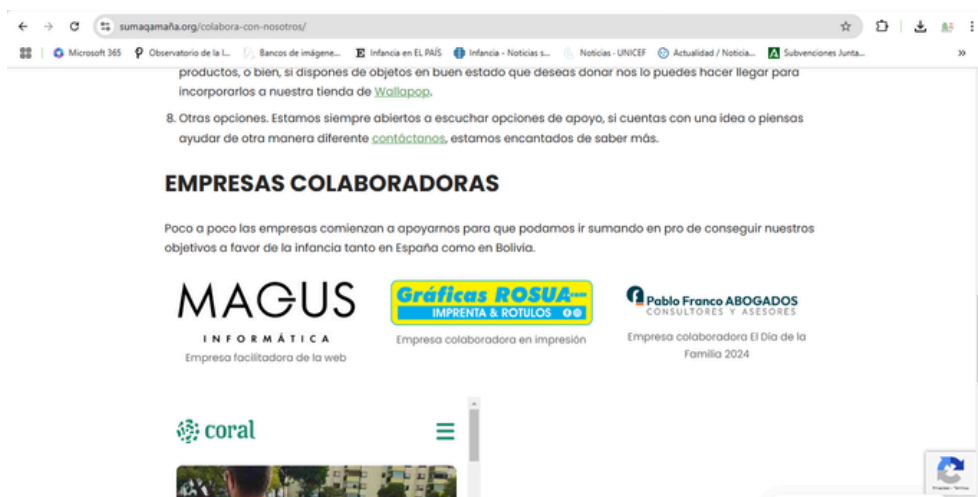 sumaqamaña.org/colabora-con-nosotros/
Microsoft 365 Observatorio de la I... Bancos de imágene... Infancia en EL PAÍS Infancia - Noticias s... Noticias - UNICEF Actualidad / Noticia... Subvenciones Junta... »
productos, o bien, si dispones de objetos en buen estado que deseas donar nos lo puedes hacer llegar para
incorporarlos a nuestra tienda de Wallapop.
8. Otras opciones. Estamos siempre abiertos a escuchar opciones de apoyo, si cuentas con una idea o piensas
ayudar de otra manera diferente contáctanos, estamos encantados de saber más.
EMPRESAS COLABORADORAS
Poco a poco las empresas comienzan a apoyarnos para que podamos ir sumando en pro de conseguir nuestros
objetivos a favor de la infancia tanto en España como en Bolivia.
MAGUS
INFORMÁTICA
Empresa facilitadora de la web
Gráficas ROSUA.com
IMPRENTA & ROTULOS
Empresa colaboradora en impresión
Pablo Franco ABOGADOS
CONSULTORES Y ASESORES
Empresa colaboradora El Día de la
Familia 2024
coral